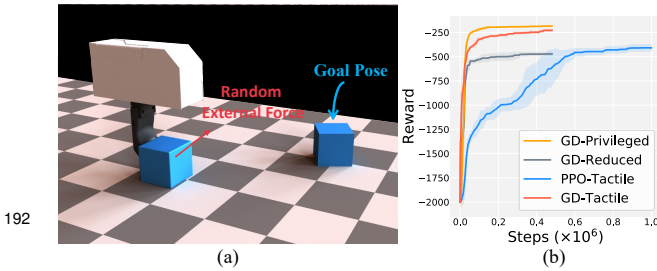 192
Random
External Force
Goal Pose
(a)
Reward
−250
−500
−750
−1000
−1250
−1500
−1750
−2000
GD-Privileged
GD-Reduced
PPO-Tactile
GD-Tactile
0.0 0.2 0.4 0.6 0.8 1.0
Steps (×10⁶)
(b)